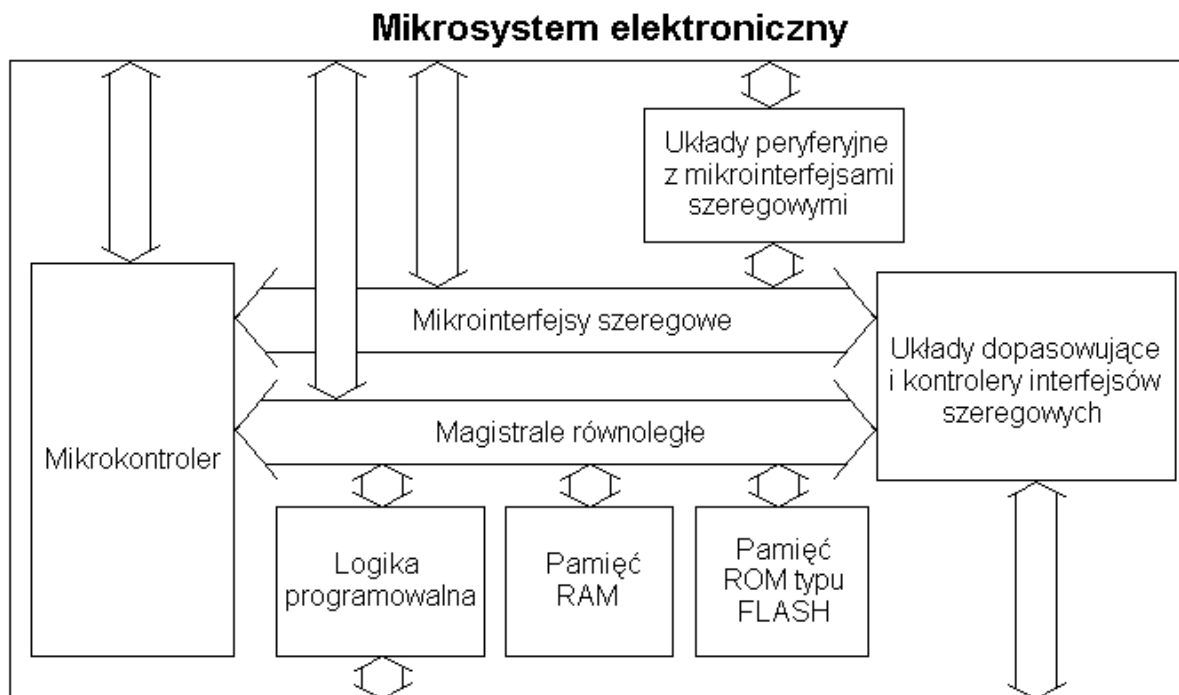 Mikrosystem elektroniczny
Układy peryferyjne
z mikrointerfejsami
szeregowymi
Mikrointerfejsy szeregowe
Układy dopasowujące
i kontrolery interfejsów
szeregowych
Magistrale równoległe
Mikrokontroler
Logika
programowalna
Pamięć
RAM
Pamięć
ROM typu
FLASH